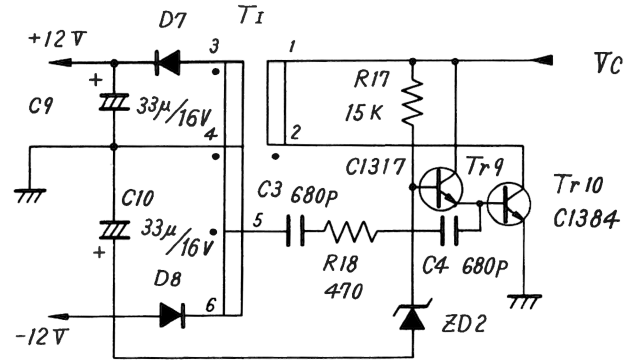 D7
T1
+12V
3
1
VC
+
R17
15K
C9
33μ/16V
4
2
C1317
Tr9
Tr10
C1384
C10
33μ/16V
+
C3 680P
5
R18
470
C4 680P
D8
6
-12V
ZD2